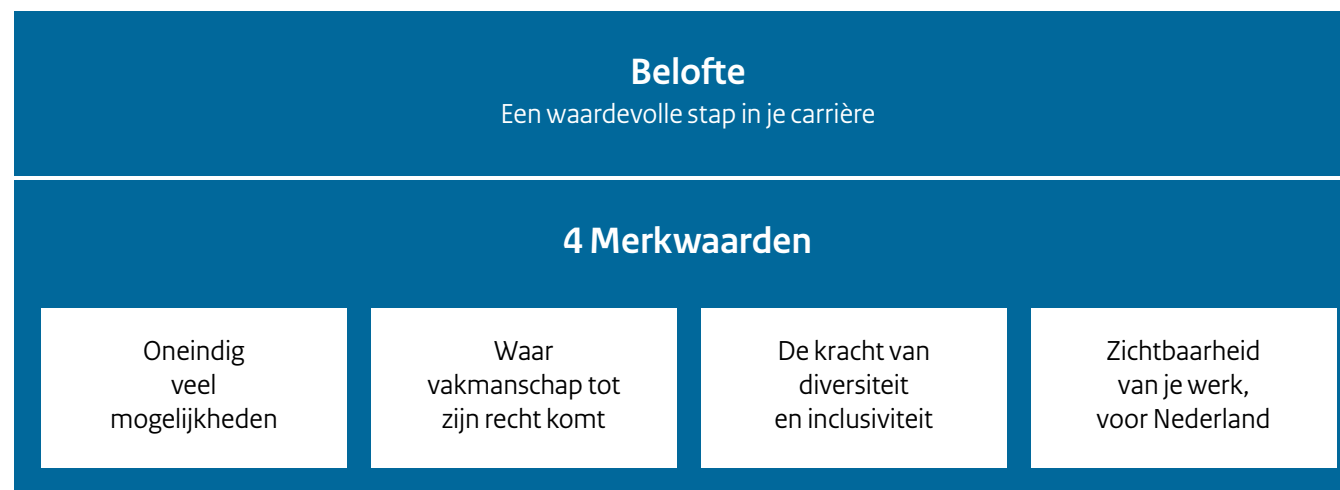 Belofte
Een waardevolle stap in je carrière
4 Merkwaarden
Oneindig
veel
mogelijkheden
Waar
vakmanschap tot
zijn recht komt
De kracht van
diversiteit
en inclusiviteit
Zichtbaarheid
van je werk,
voor Nederland